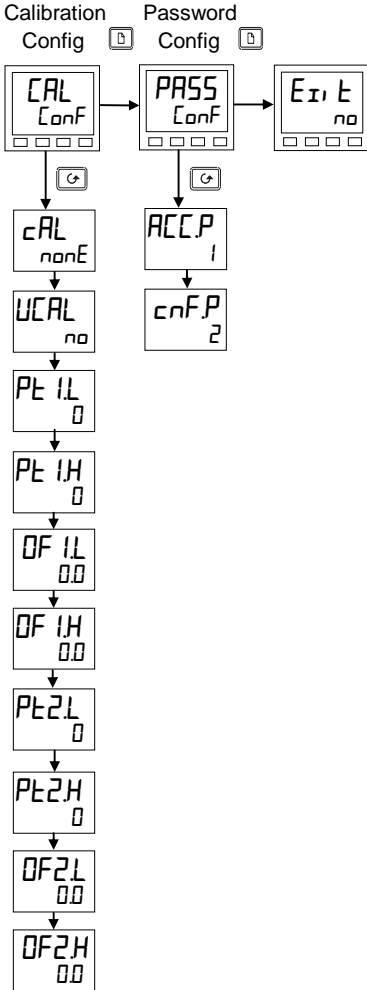 Calibration Config
Password Config
CAL
ConF
PASS
ConF
Exit
no
cAL
nonE
ACC.P
1
UCAL
no
cnF.P
2
Pt 1.L
0
Pt 1.H
0
OF 1.L
0.0
OF 1.H
0.0
Pt2.L
0
Pt2.H
0
OF2.L
0.0
OF2.H
0.0